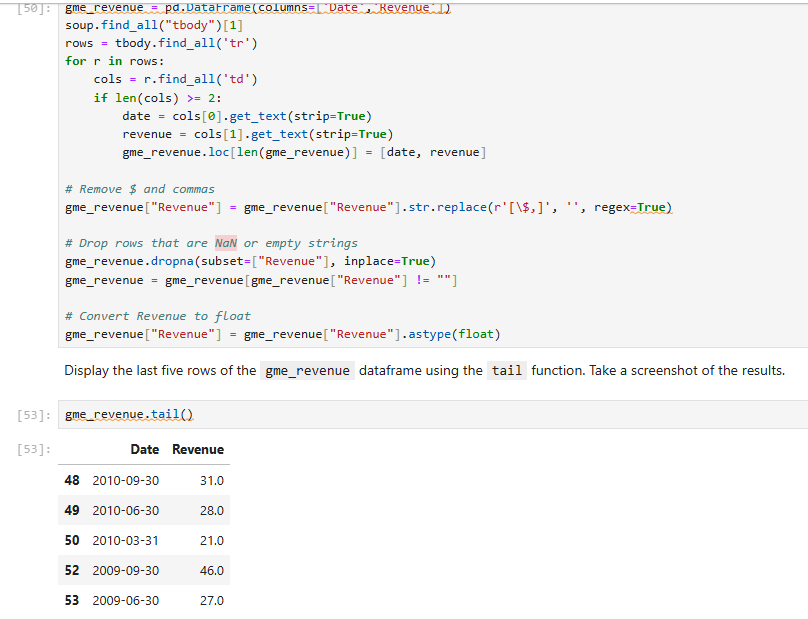 [50]: gme_revenue = pd.DataFrame(columns=['Date','Revenue'])
soup.find_all("tbody")[1]
rows = tbody.find_all('tr')
for r in rows:
    cols = r.find_all('td')
    if len(cols) >= 2:
        date = cols[0].get_text(strip=True)
        revenue = cols[1].get_text(strip=True)
        gme_revenue.loc[len(gme_revenue)] = [date, revenue]
# Remove $ and commas
gme_revenue["Revenue"] = gme_revenue["Revenue"].str.replace(r'[\$,]', '', regex=True)
# Drop rows that are NaN or empty strings
gme_revenue.dropna(subset=["Revenue"], inplace=True)
gme_revenue = gme_revenue[gme_revenue["Revenue"] != ""]
# Convert Revenue to float
gme_revenue["Revenue"] = gme_revenue["Revenue"].astype(float)
Display the last five rows of the gme_revenue dataframe using the tail function. Take a screenshot of the results.
[53]: gme_revenue.tail()
[53]:
Date Revenue
48 2010-09-30 31.0
49 2010-06-30 28.0
50 2010-03-31 21.0
52 2009-09-30 46.0
53 2009-06-30 27.0